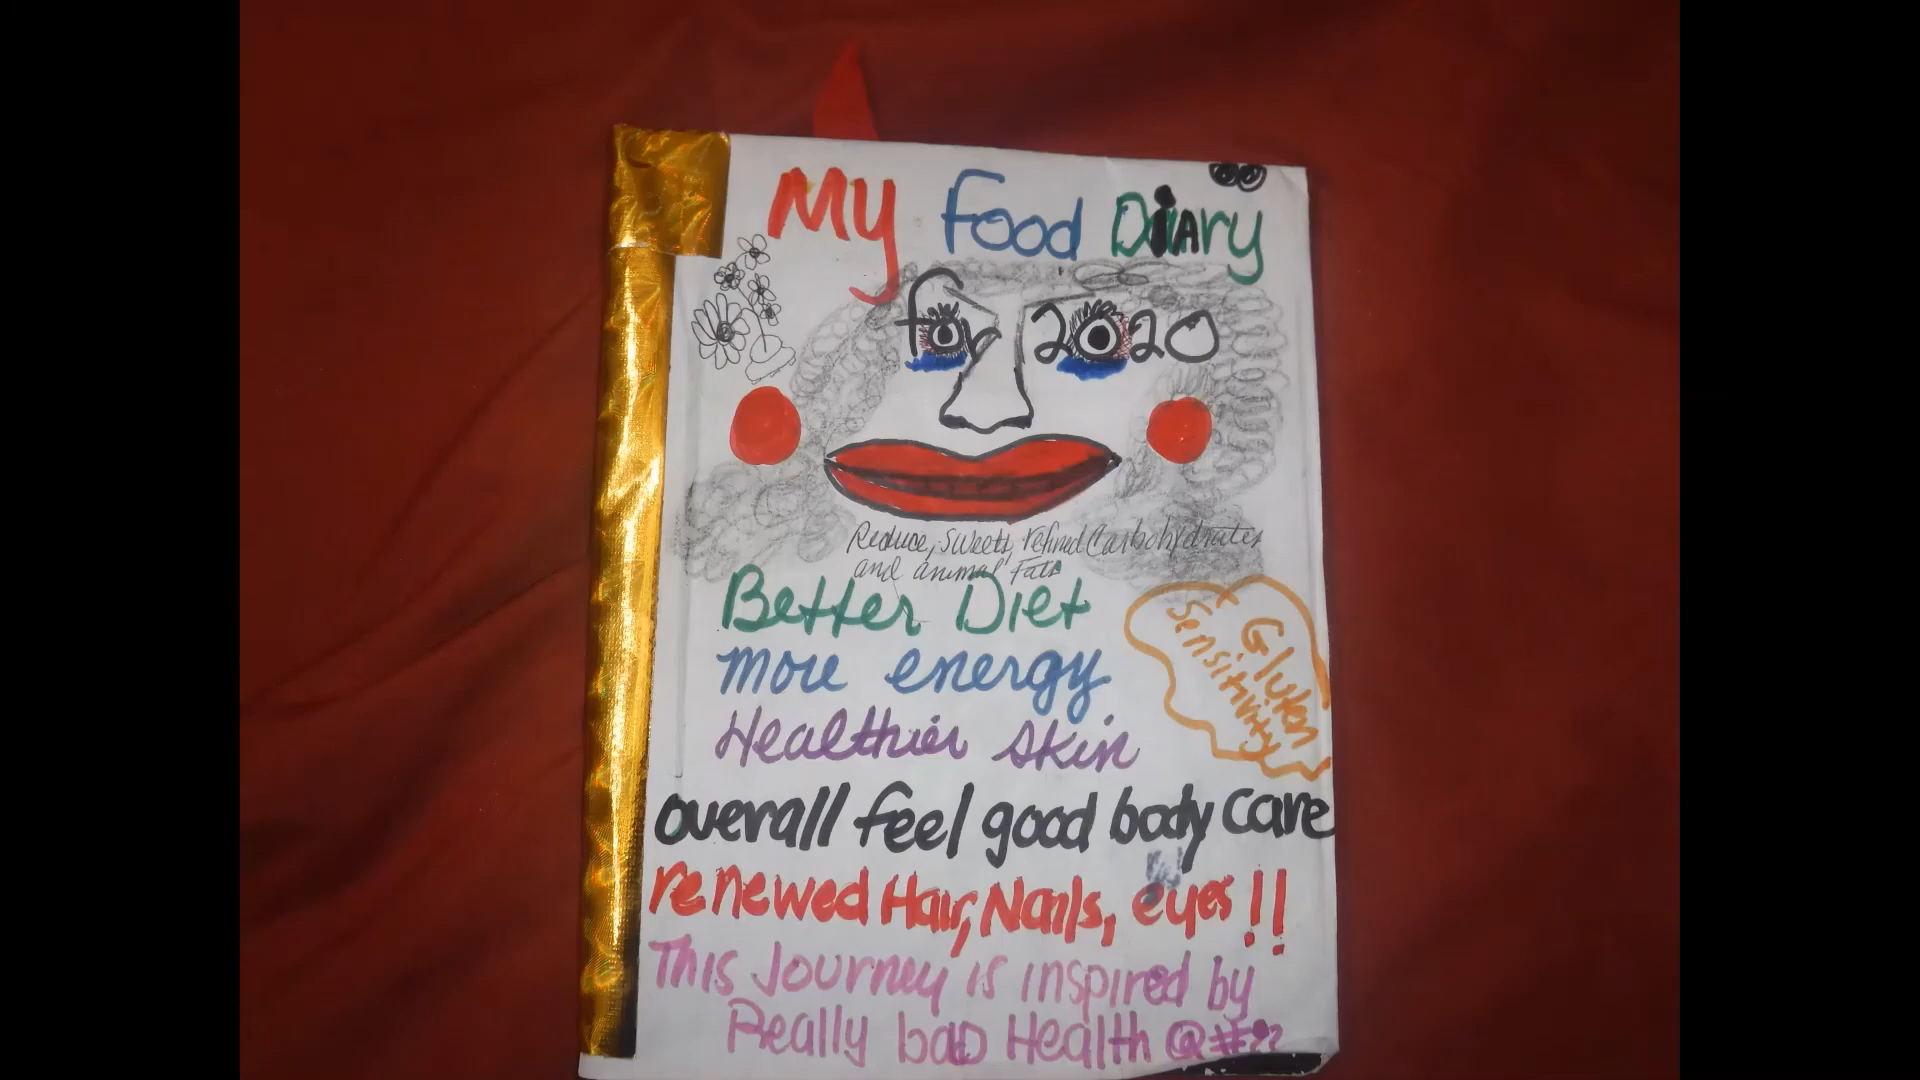 My Food Diary
for 2020
Reduce, Sweets, refined Carbohydrates
and animal Fats
Better Diet
more energy
Healthier skin
Gluten
Sensitivity
overall feel good body care
renewed Hair, Nails, eyes!!
This Journey is inspired by
Really bad Health @#??